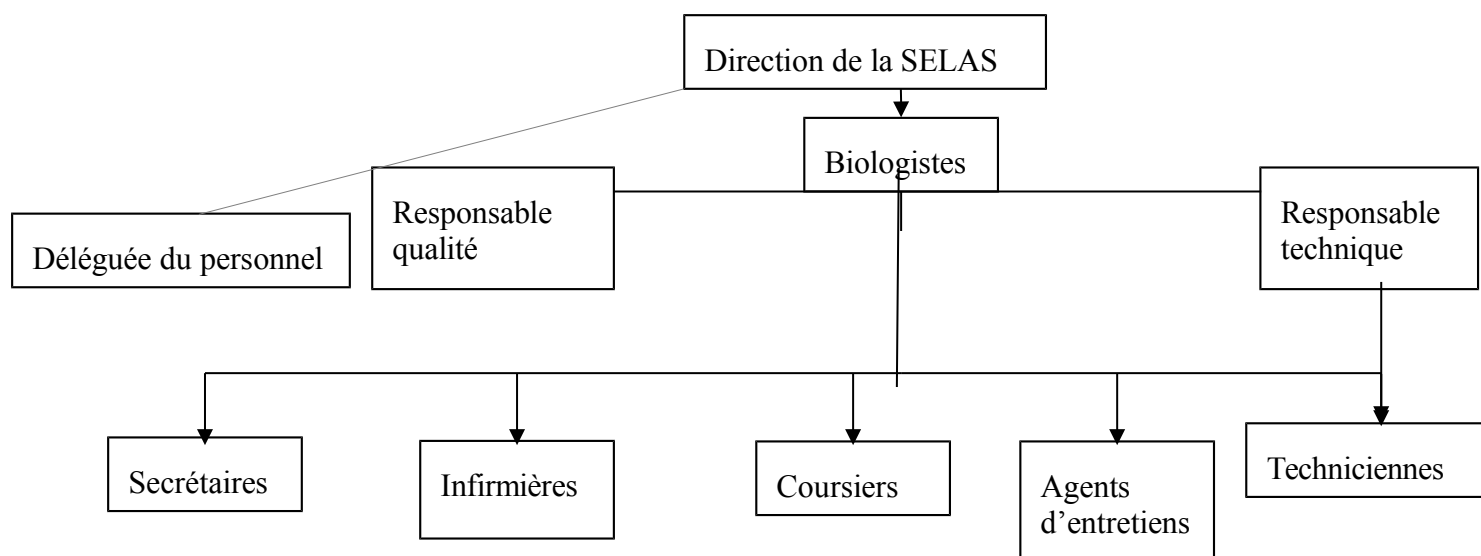 Direction de la SELAS
Biologistes
Responsable
qualité
Responsable
technique
Déléguée du personnel
Secrétaires
Infirmières
Coursiers
Agents
d’entretiens
Techniciennes